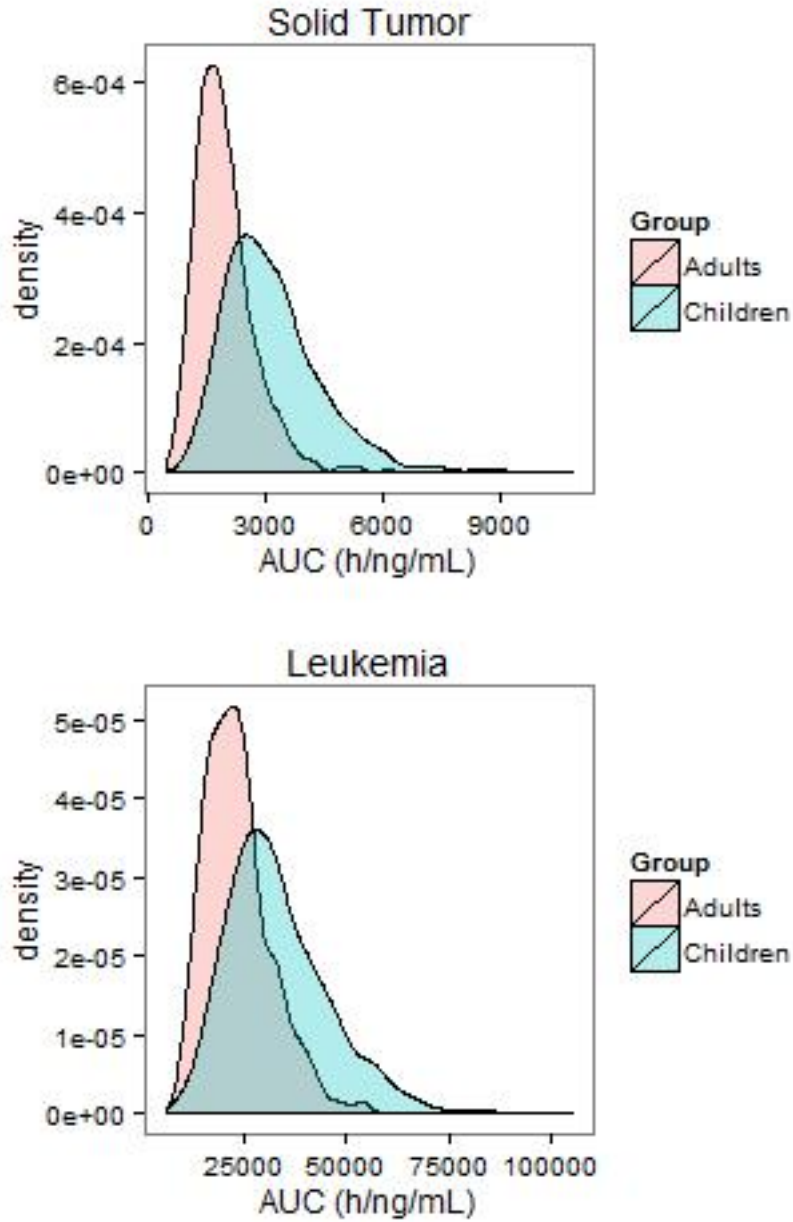 Solid Tumor
6e-04
4e-04
2e-04
0e+00
density
0 3000 6000 9000
AUC (h/ng/mL)
Group
Adults
Children
Leukemia
5e-05
4e-05
3e-05
2e-05
1e-05
0e+00
density
25000 50000 75000 100000
AUC (h/ng/mL)
Group
Adults
Children